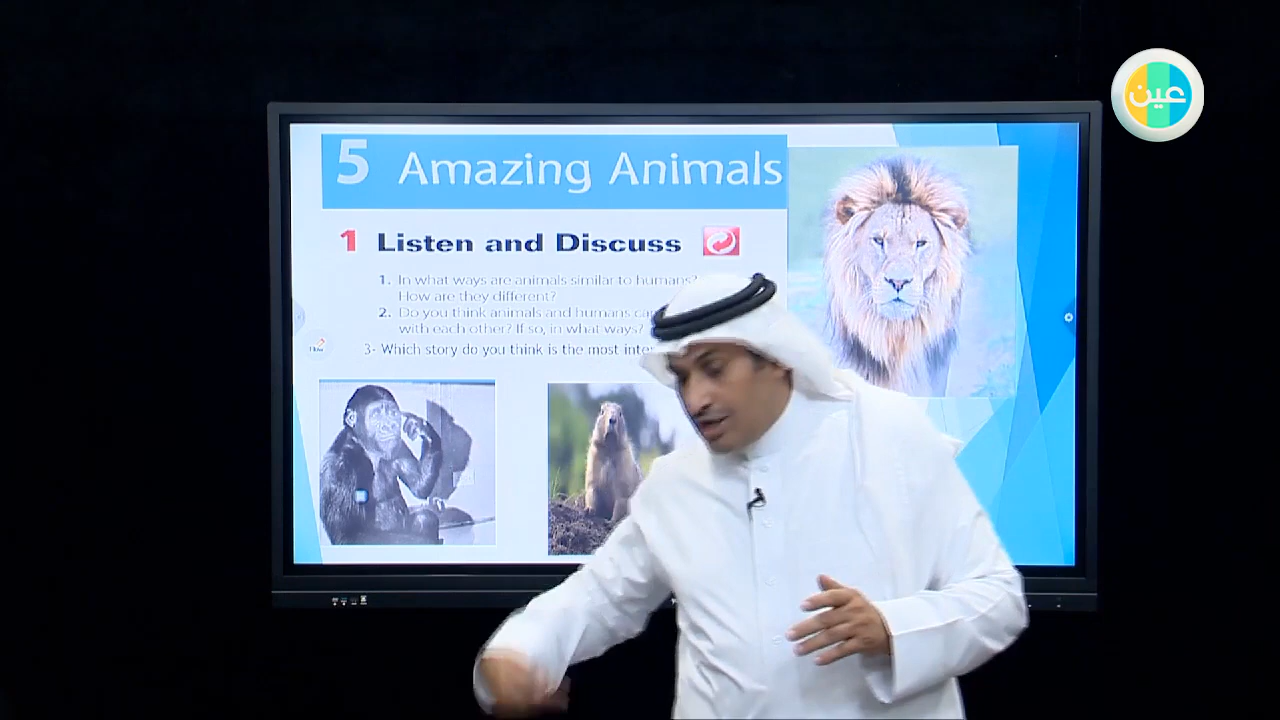 عين
5 Amazing Animals
1 Listen and Discuss
1. In what ways are animals similar to humans?
How are they different?
2. Do you think animals and humans can
with each other? If so, in what ways?
3- Which story do you think is the most